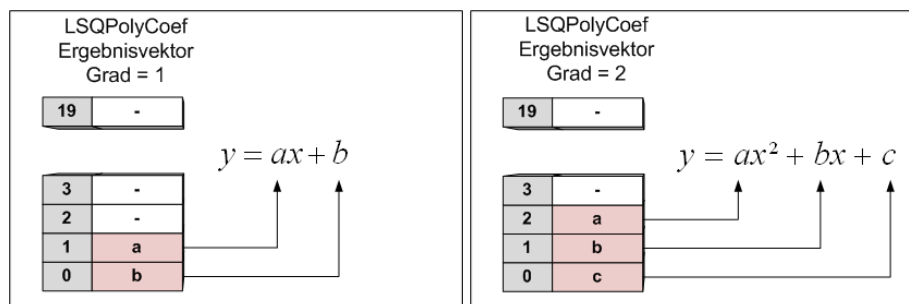 LSQPolyCoef
Ergebnisvektor
Grad = 1
19 -
y = ax + b
3 -
2 -
1 a
0 b
LSQPolyCoef
Ergebnisvektor
Grad = 2
19 -
y = ax² + bx + c
3 -
2 a
1 b
0 c